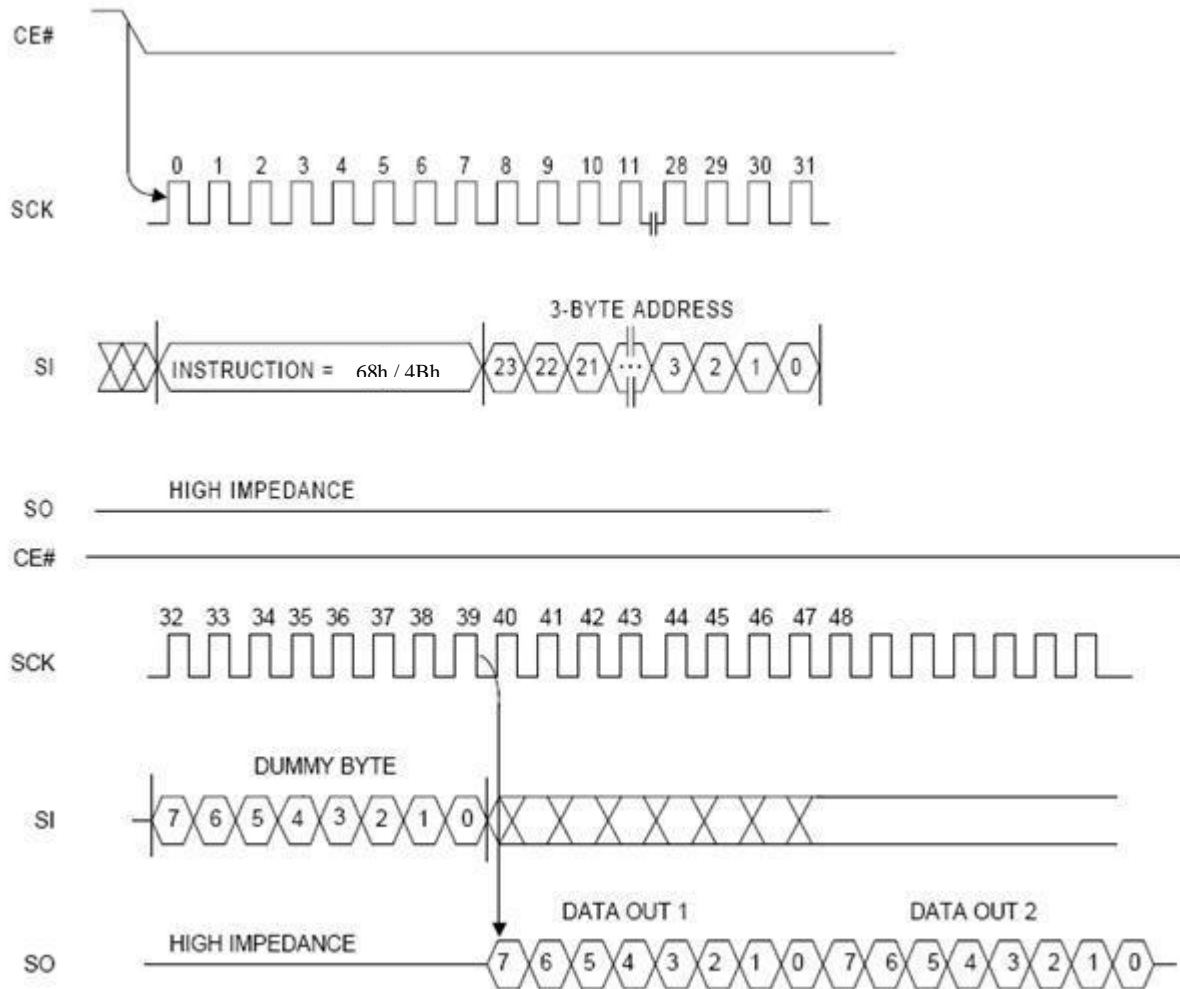 CE#
0 1 2 3 4 5 6 7 8 9 10 11 28 29 30 31
SCK
3-BYTE ADDRESS
SI
INSTRUCTION = 68h / 4Bh
23 22 21 ... 3 2 1 0
HIGH IMPEDANCE
SO
CE#
32 33 34 35 36 37 38 39 40 41 42 43 44 45 46 47 48
SCK
DUMMY BYTE
SI
7 6 5 4 3 2 1 0
DATA OUT 1
DATA OUT 2
HIGH IMPEDANCE
SO
7 6 5 4 3 2 1 0 7 6 5 4 3 2 1 0